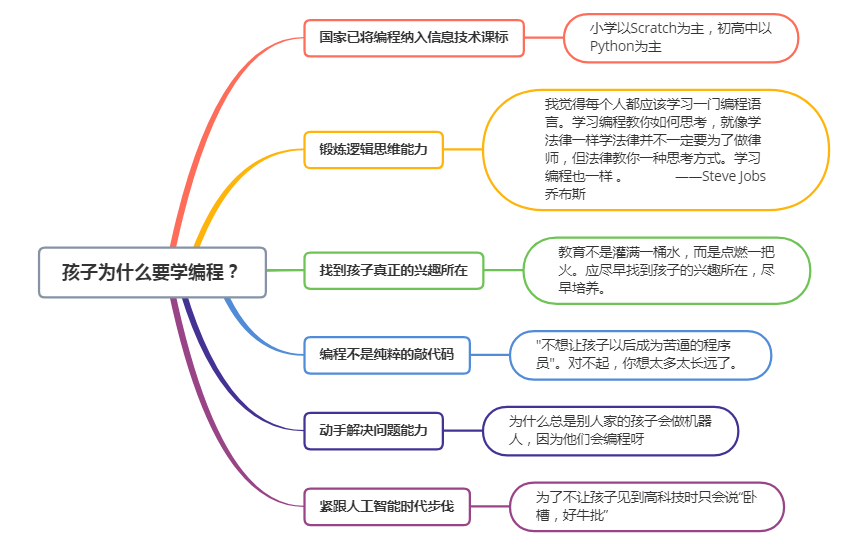 孩子为什么要学编程？
国家已将编程纳入信息技术课标
小学以Scratch为主，初高中以
Python为主
锻炼逻辑思维能力
我觉得每个人都应该学习一门编程语
言。学习编程教你如何思考，就像学
法律一样学法律并不一定要为了做律
师，但法律教你一种思考方式。学习
编程也一样 。 ——Steve Jobs
乔布斯
找到孩子真正的兴趣所在
教育不是灌满一桶水，而是点燃一把
火。应尽早找到孩子的兴趣所在，尽
早培养。
编程不是纯粹的敲代码
"不想让孩子以后成为苦逼的程序
员"。对不起，你想太多太长远了。
动手解决问题能力
为什么总是别人家的孩子会做机器
人，因为他们会编程呀
紧跟人工智能时代步伐
为了不让孩子见到高科技时只会说“卧
槽，好牛批”